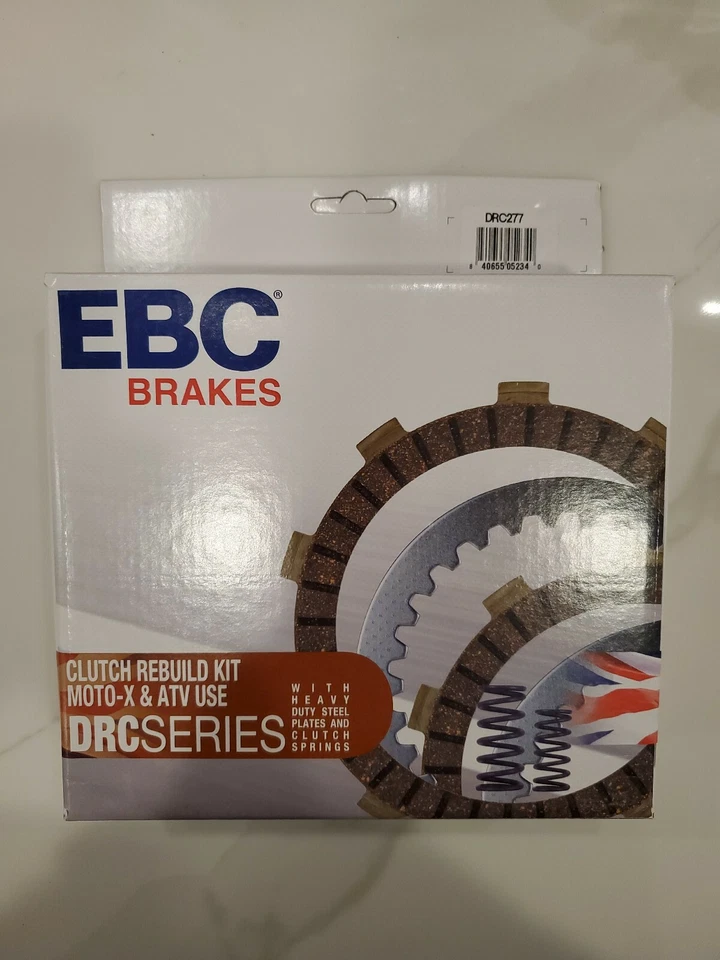 DRC277
8 40655 05234 0
EBC®
BRAKES
CLUTCH REBUILD KIT
MOTO-X & ATV USE
DRCSERIES
WITH
HEAVY
DUTY STEEL
PLATES AND
CLUTCH
SPRINGS